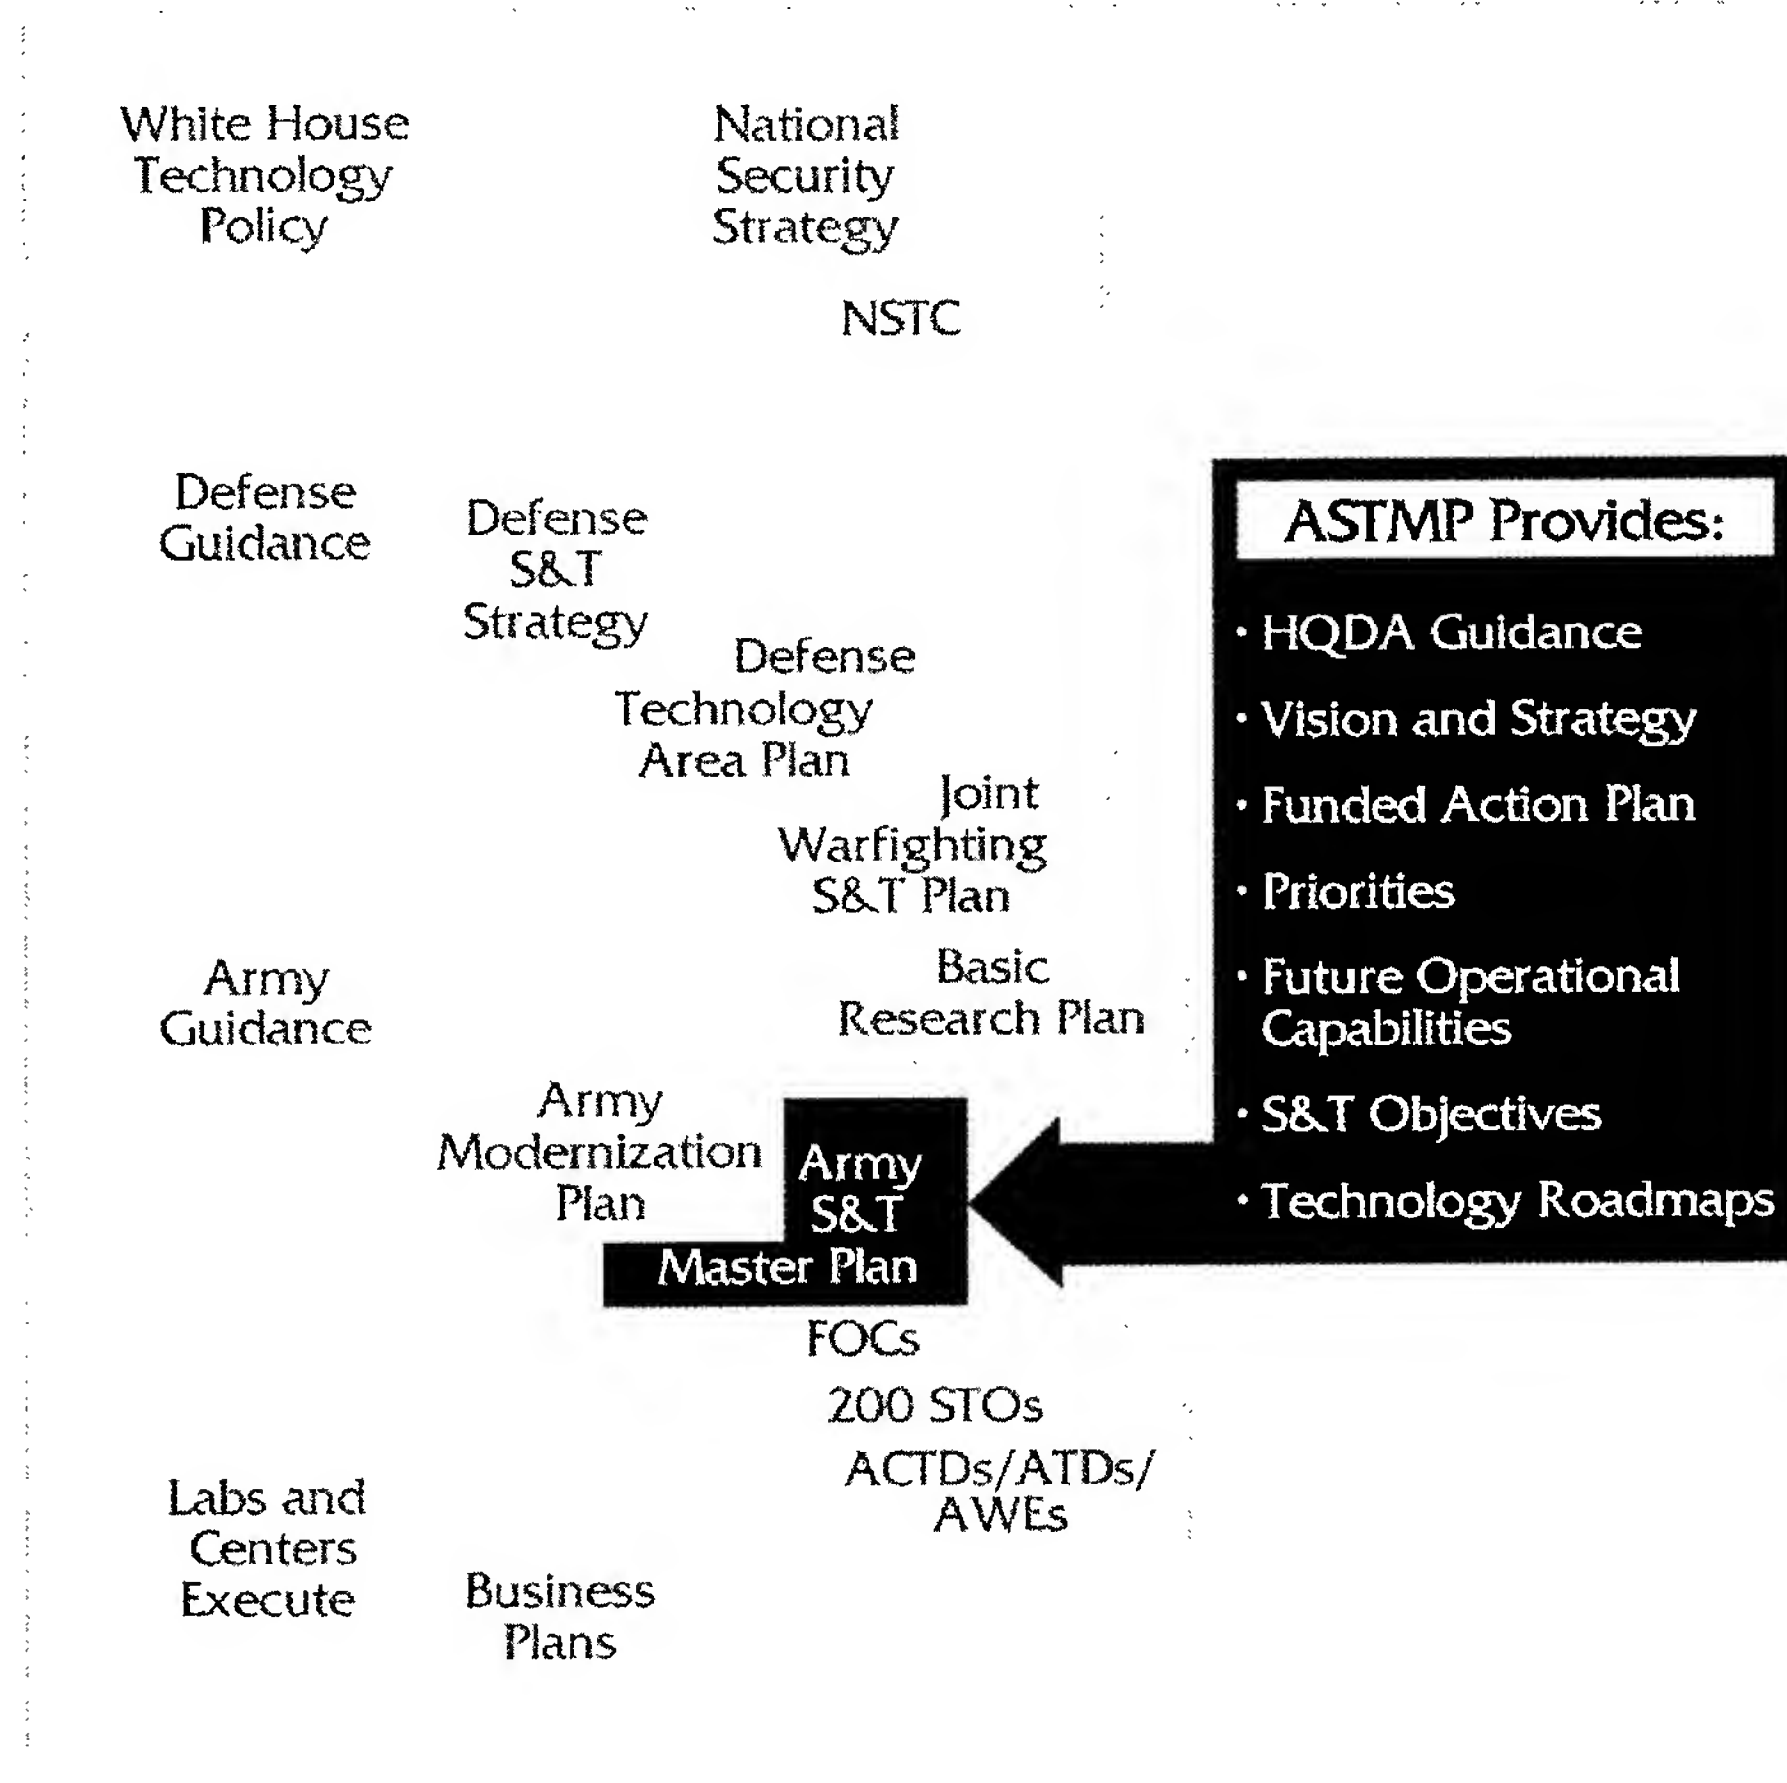 White House
Technology
Policy
National
Security
Strategy
NSTC
Defense
Guidance
Defense
S&T
Strategy
Defense
Technology
Area Plan
Joint
Warfighting
S&T Plan
Basic
Research Plan
Army
Guidance
Army
Modernization
Plan
Army
S&T
Master Plan
FOCs
200 STOs
ACTDs/ATDs/
AWEs
Labs and
Centers
Execute
Business
Plans
ASTMP Provides:
· HQDA Guidance
· Vision and Strategy
· Funded Action Plan
· Priorities
· Future Operational
Capabilities
· S&T Objectives
· Technology Roadmaps